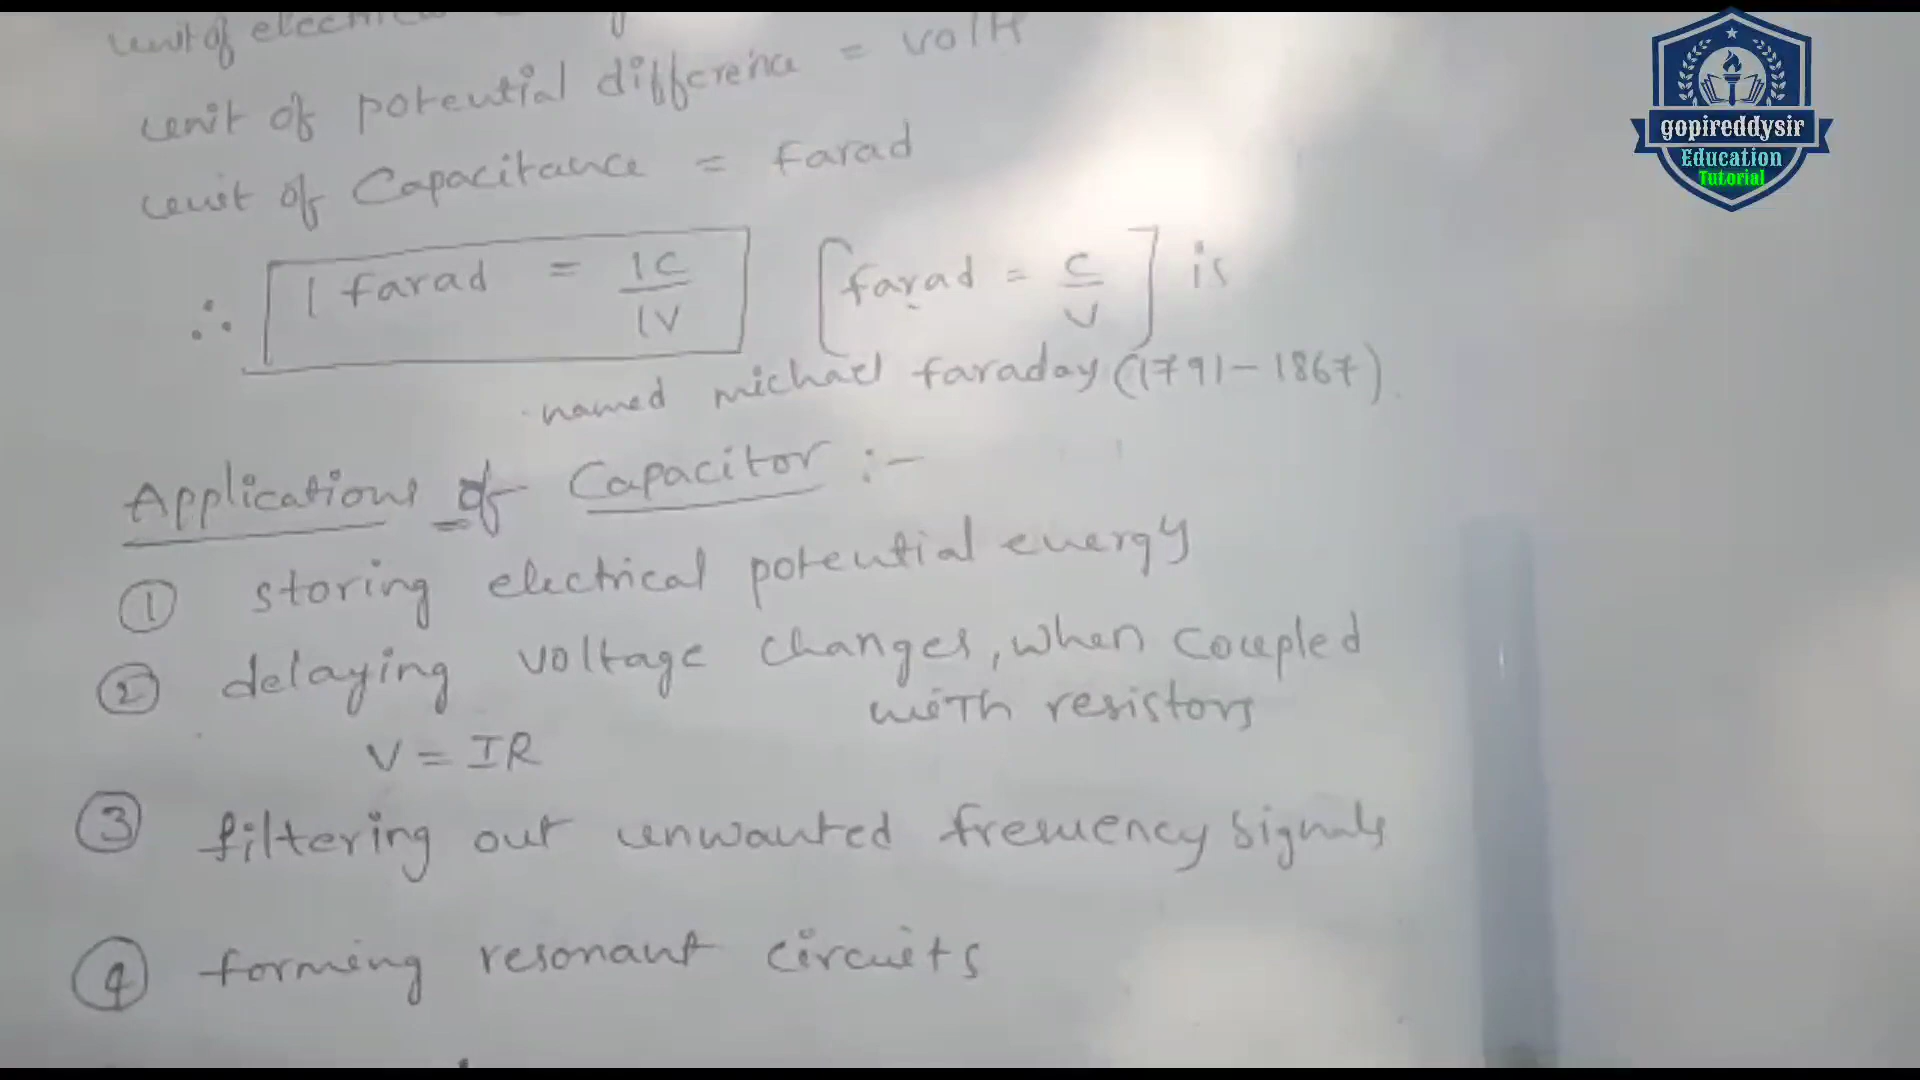 unit of
unit of potential difference = volt
unit of Capacitance = farad
∴ 1 farad = 1C/1V [farad = C/V] is
named michael faraday (1791-1867).
Applications of Capacitor :-
① storing electrical potential energy
② delaying voltage changes, when coupled
with resistors
V = IR
③ filtering out unwanted frequency signals
④ forming resonant circuits
gopireddysir
Education
Tutorial